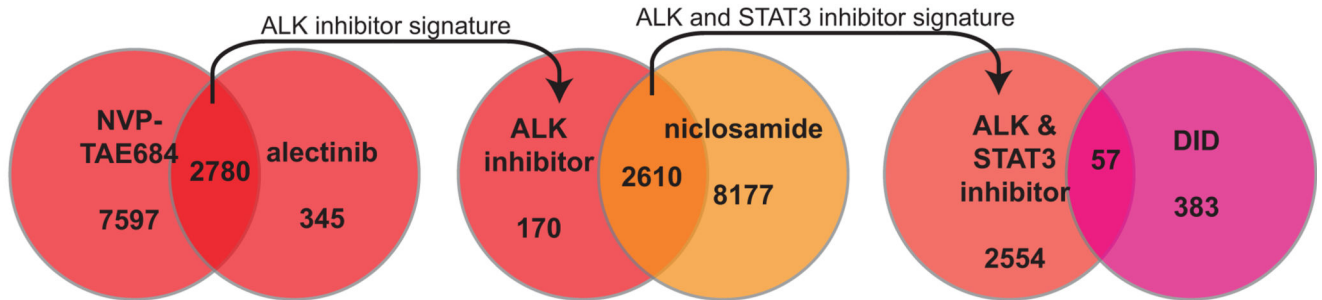 ALK inhibitor signature
ALK and STAT3 inhibitor signature
NVP-
TAE684
2780
alectinib
7597
345
ALK
inhibitor
2610
niclosamide
170
8177
ALK &
STAT3
inhibitor
57
DID
2554
383